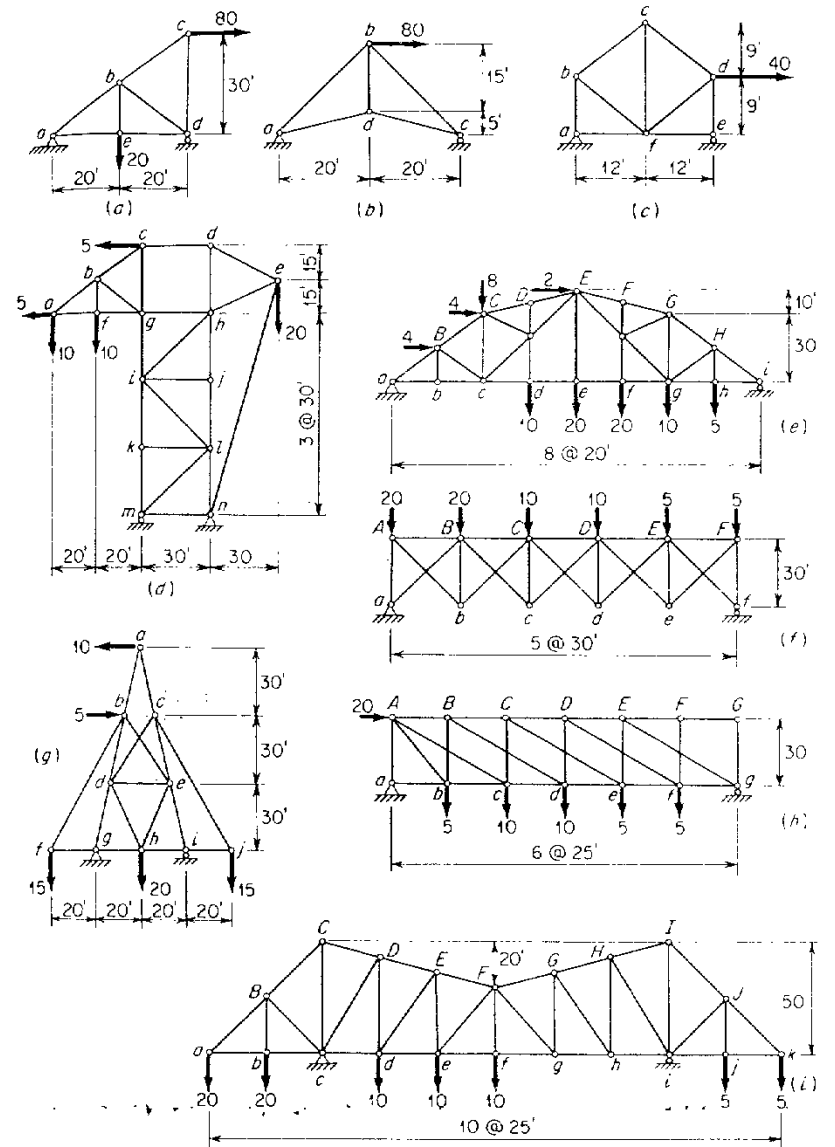 c 80
b
30'
a e d
20
20' 20'
(a)
b 80
15'
d
5'
a c
20' 20'
(b)
c
9'
b d 40
9'
a f e
12' 12'
(c)
5 c d
15'
b e
15'
5 a f g h
10 10 20
i j
3 @ 30'
k l
m n
20' 20' 30' 30
(d)
8 2 E
4 C D F G 10'
4 B H 30
a b c d e f g h i
10 20 20 10 5
(e)
8 @ 20'
20 20 10 10 5 5
A B C D E F
30'
a b c d e f
5 @ 30'
(f)
10 a
30'
5 b c
(g)
30'
d e
30'
f g h i j
15 20 15
20' 20' 20' 20'
20 A B C D E F G
30
a b c d e f g
5 10 10 5 5
(h)
6 @ 25'
C I
D E F G H
20'
50
B J
a b c d e f g h i j k
20 20 10 10 10 5 5
(i)
10 @ 25'